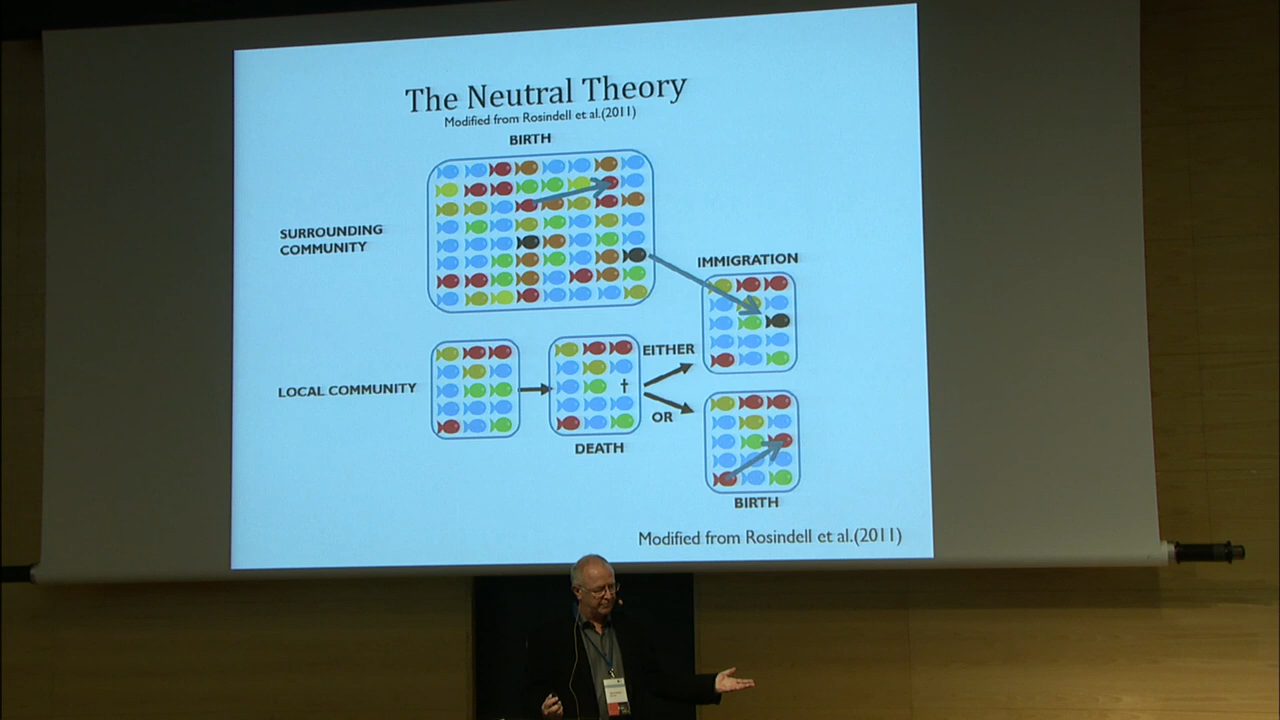 The Neutral Theory
Modified from Rosindell et al.(2011)
BIRTH
SURROUNDING
COMMUNITY
IMMIGRATION
LOCAL COMMUNITY
EITHER
†
OR
DEATH
BIRTH
Modified from Rosindell et al.(2011)